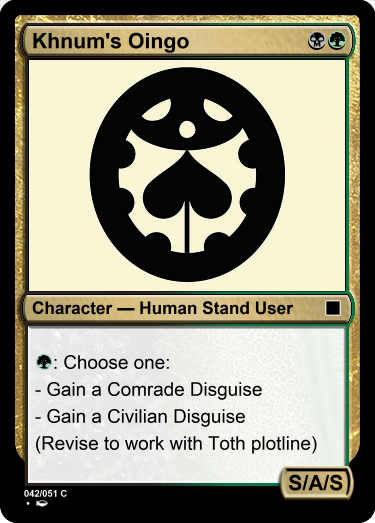 Khnum's Oingo
Character — Human Stand User
: Choose one:
- Gain a Comrade Disguise
- Gain a Civilian Disguise
(Revise to work with Toth plotline)
S/A/S
042/051 C